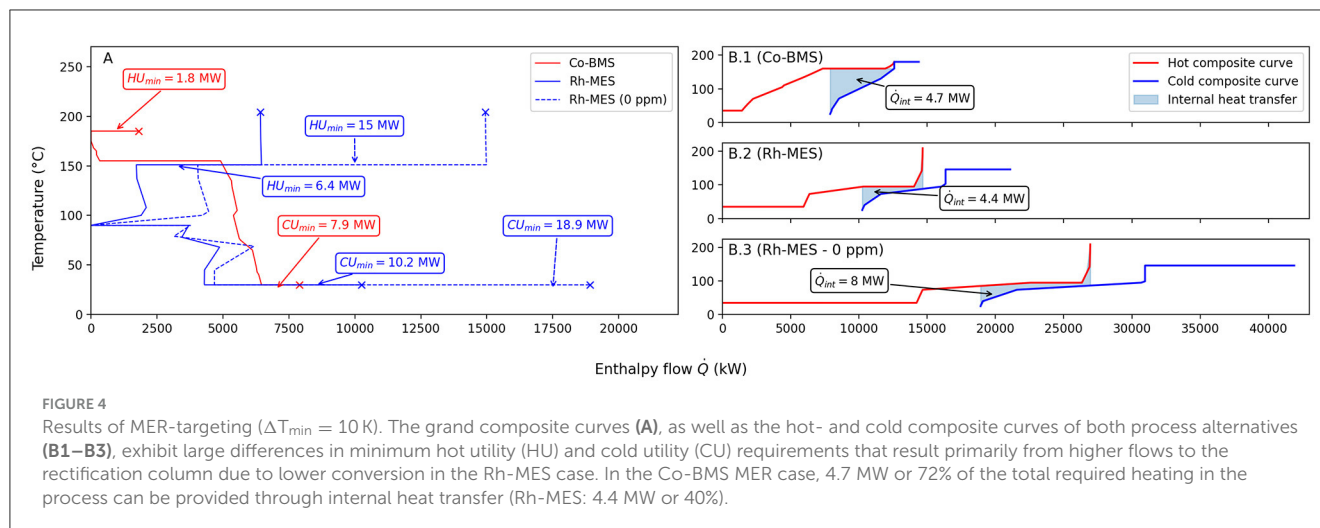 A
Co-BMS
Rh-MES
Rh-MES (0 ppm)
HU_min = 1.8 MW
HU_min = 15 MW
HU_min = 6.4 MW
CU_min = 7.9 MW
CU_min = 18.9 MW
CU_min = 10.2 MW
Temperature (°C)
250
200
150
100
50
0
0 2500 5000 7500 10000 12500 15000 17500 20000
B.1 (Co-BMS)
Hot composite curve
Cold composite curve
Internal heat transfer
Q̇_int = 4.7 MW
200
100
0
B.2 (Rh-MES)
Q̇_int = 4.4 MW
200
100
0
B.3 (Rh-MES - 0 ppm)
Q̇_int = 8 MW
200
100
0
0 5000 10000 15000 20000 25000 30000 35000 40000
Enthalpy flow Q̇ (kW)
FIGURE 4
Results of MER-targeting (ΔT_min = 10 K). The grand composite curves (A), as well as the hot- and cold composite curves of both process alternatives
(B1–B3), exhibit large differences in minimum hot utility (HU) and cold utility (CU) requirements that result primarily from higher flows to the
rectification column due to lower conversion in the Rh-MES case. In the Co-BMS MER case, 4.7 MW or 72% of the total required heating in the
process can be provided through internal heat transfer (Rh-MES: 4.4 MW or 40%).